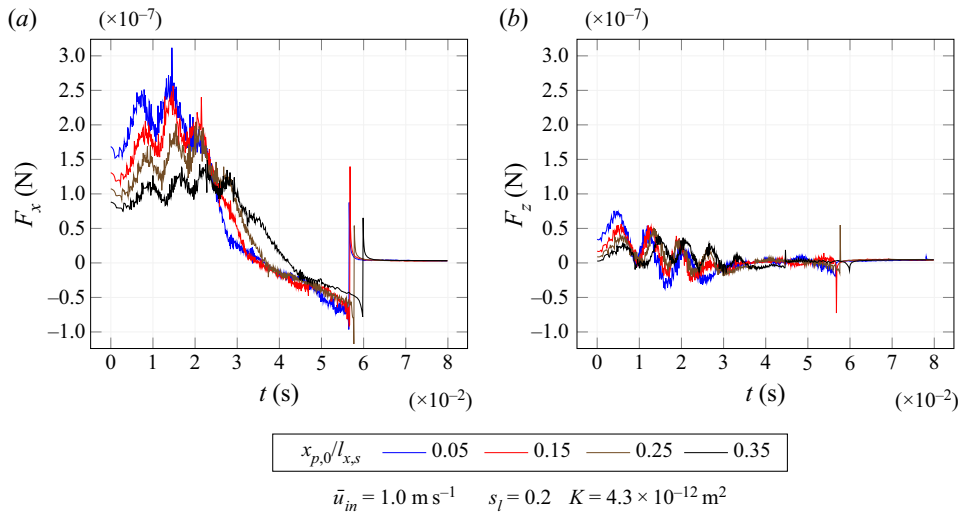 (a) (×10⁻⁷) (b) (×10⁻⁷)
3.0 3.0
2.5 2.5
2.0 2.0
1.5 1.5
1.0 1.0
0.5 0.5
0 0
−0.5 −0.5
−1.0 −1.0
F_x (N) F_z (N)
0 1 2 3 4 5 6 7 8 0 1 2 3 4 5 6 7 8
t (s) (×10⁻²) t (s) (×10⁻²)
x_{p,0}/l_{x,s} 0.05 0.15 0.25 0.35
ū_{in} = 1.0 m s⁻¹ s_l = 0.2 K = 4.3 × 10⁻¹² m²